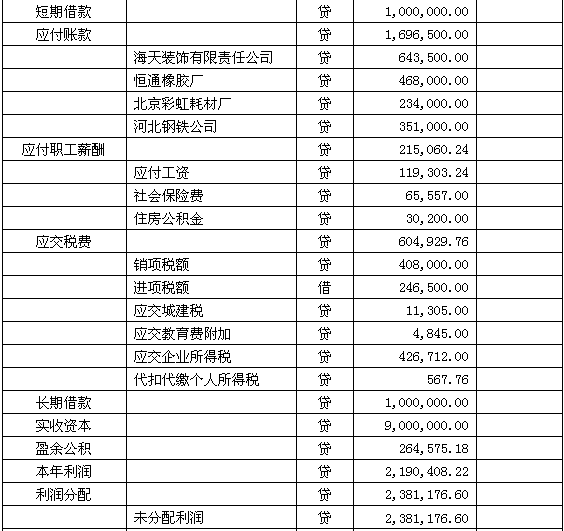 短期借款 贷 1,000,000.00
应付账款 贷 1,696,500.00
海天装饰有限责任公司 贷 643,500.00
恒通橡胶厂 贷 468,000.00
北京彩虹耗材厂 贷 234,000.00
河北钢铁公司 贷 351,000.00
应付职工薪酬 贷 215,060.24
应付工资 贷 119,303.24
社会保险费 贷 65,557.00
住房公积金 贷 30,200.00
应交税费 贷 604,929.76
销项税额 贷 408,000.00
进项税额 借 246,500.00
应交城建税 贷 11,305.00
应交教育费附加 贷 4,845.00
应交企业所得税 贷 426,712.00
代扣代缴个人所得税 贷 567.76
长期借款 贷 1,000,000.00
实收资本 贷 9,000,000.00
盈余公积 贷 264,575.18
本年利润 贷 2,190,408.22
利润分配 贷 2,381,176.60
未分配利润 贷 2,381,176.60